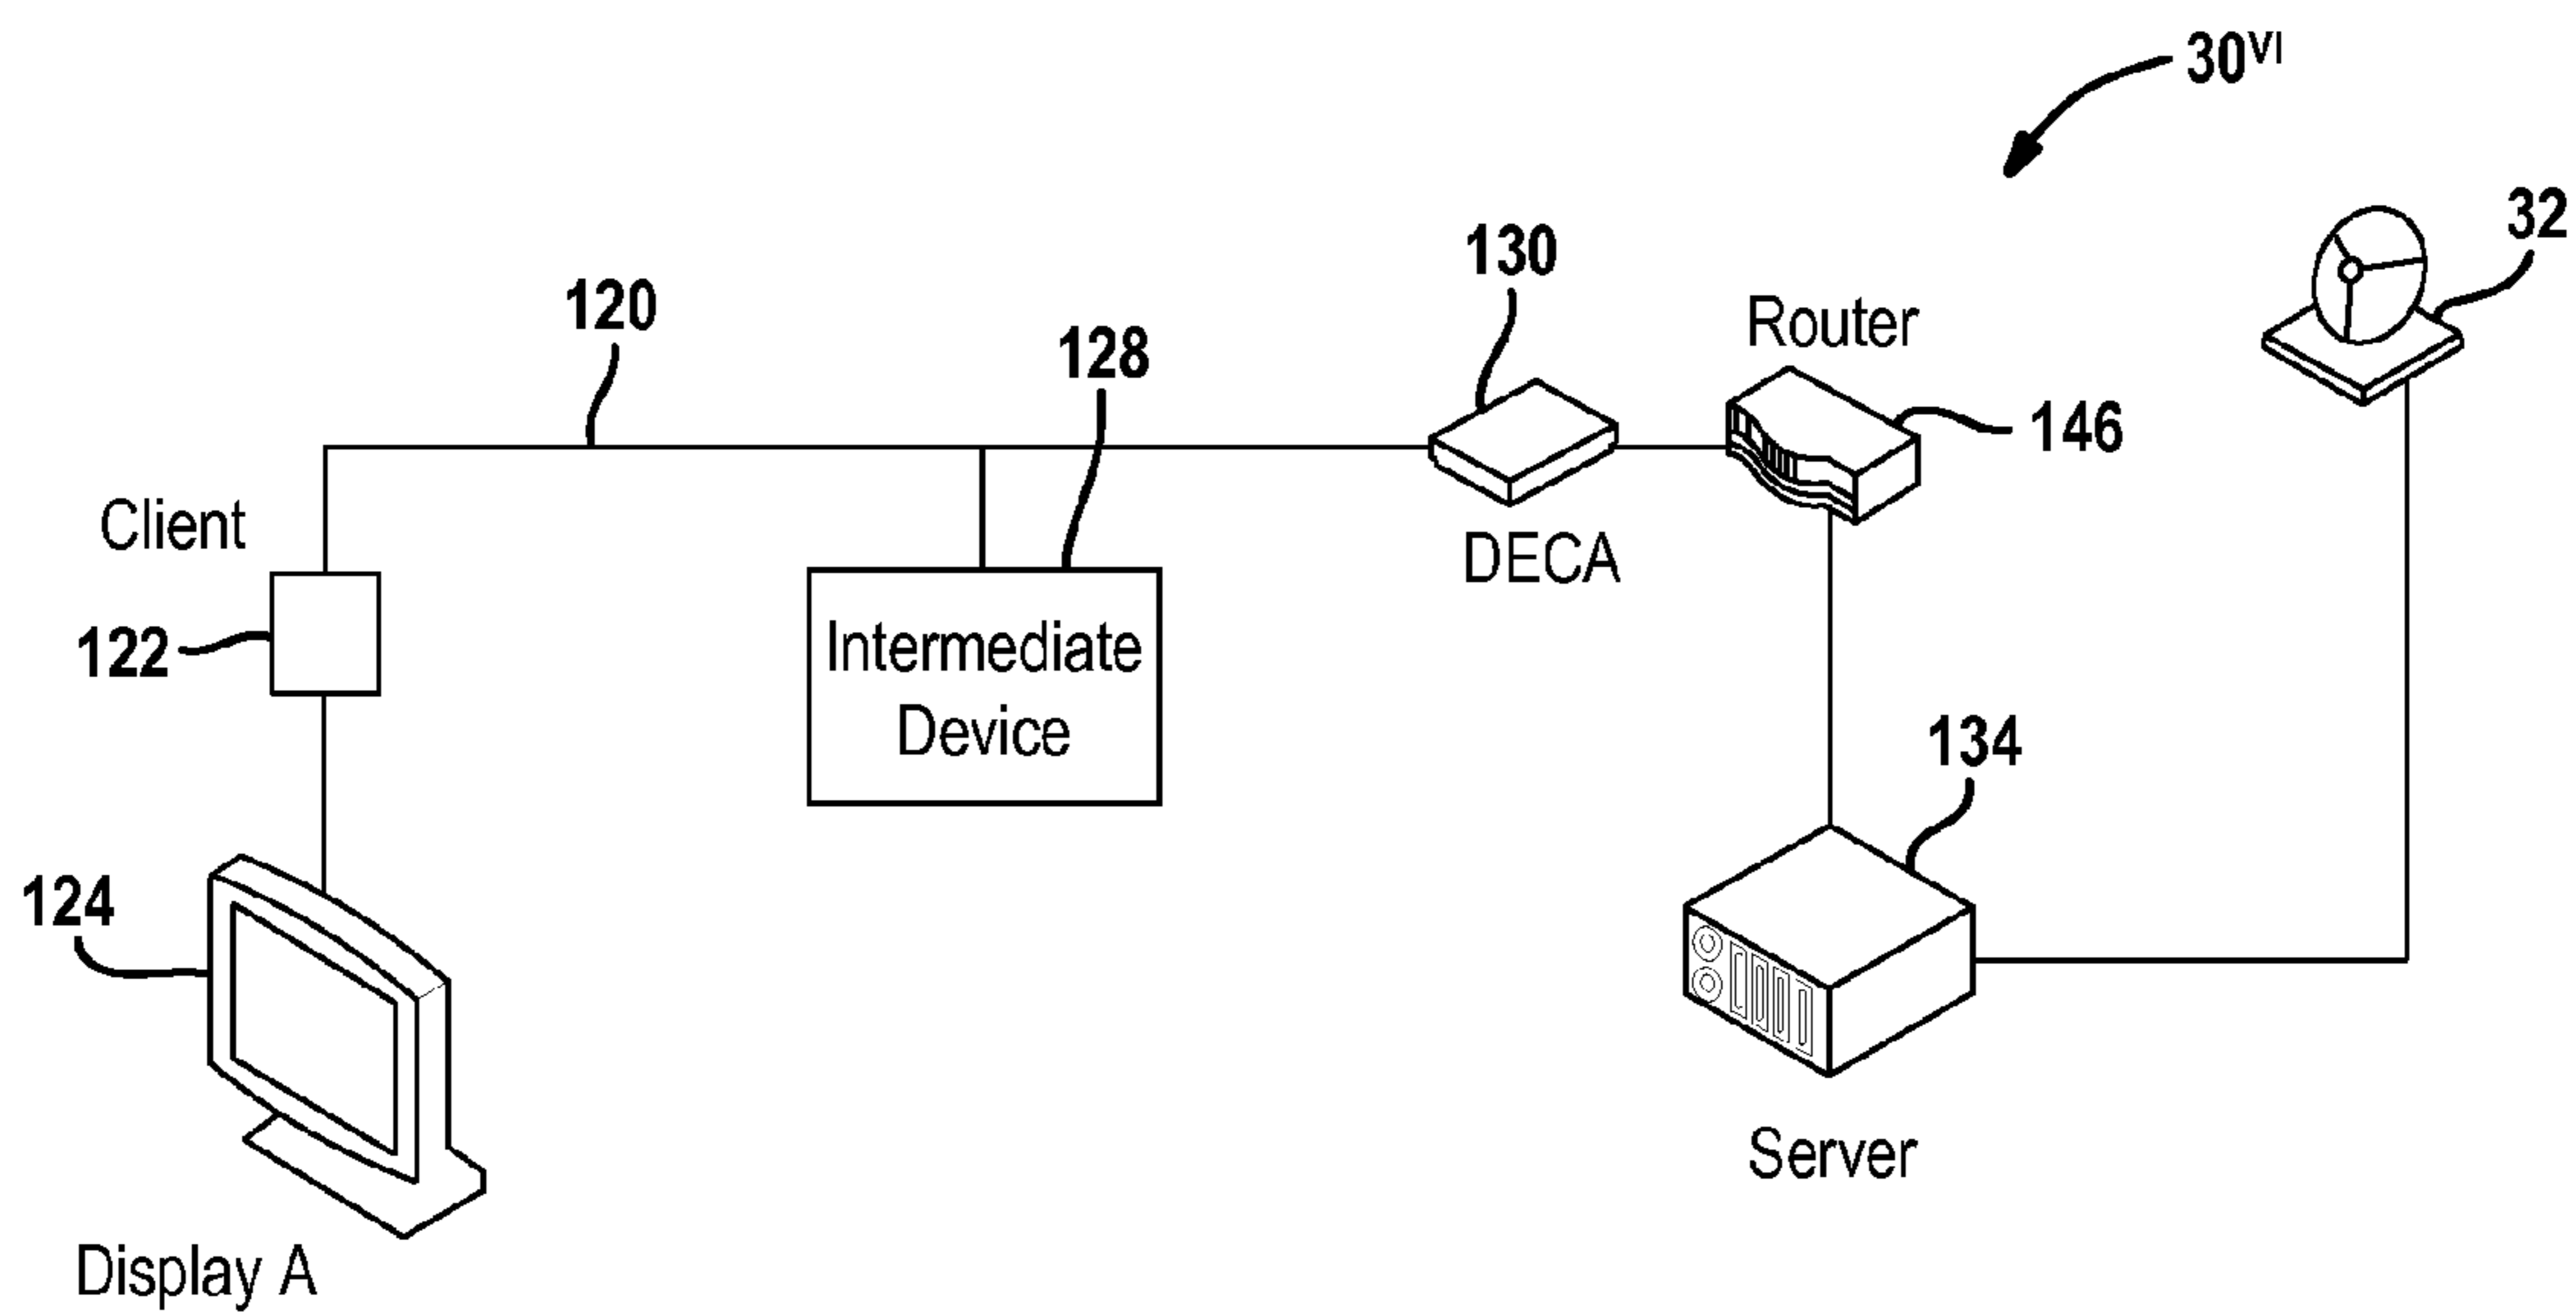 30VI
32
130
Router
120
128
146
Client
DECA
122
Intermediate
Device
134
124
Server
Display A